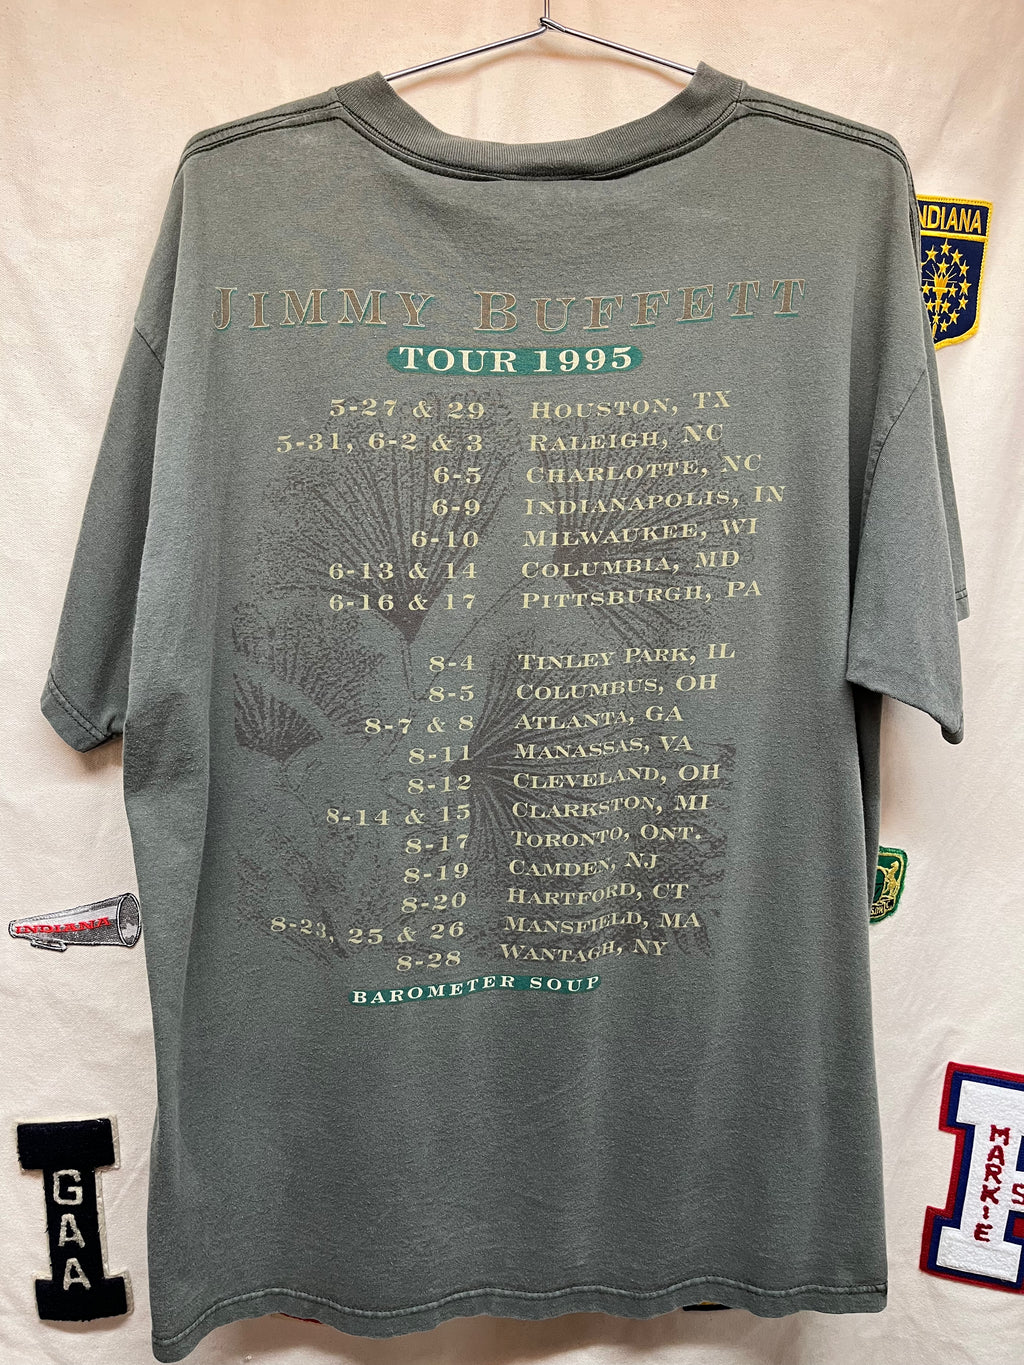 JIMMY BUFFETT
TOUR 1995
5-27 & 29 HOUSTON, TX
5-31, 6-2 & 3 RALEIGH, NC
6-5 CHARLOTTE, NC
6-9 INDIANAPOLIS, IN
6-10 MILWAUKEE, WI
6-13 & 14 COLUMBIA, MD
6-16 & 17 PITTSBURGH, PA
8-4 TINLEY PARK, IL
8-5 COLUMBUS, OH
8-7 & 8 ATLANTA, GA
8-11 MANASSAS, VA
8-12 CLEVELAND, OH
8-14 & 15 CLARKSTON, MI
8-17 TORONTO, ONT.
8-19 CAMDEN, NJ
8-20 HARTFORD, CT
8-23, 25 & 26 MANSFIELD, MA
8-28 WANTAGH, NY
BAROMETER SOUP
NDIANA
INDIANA
GAA
MARKIE
S